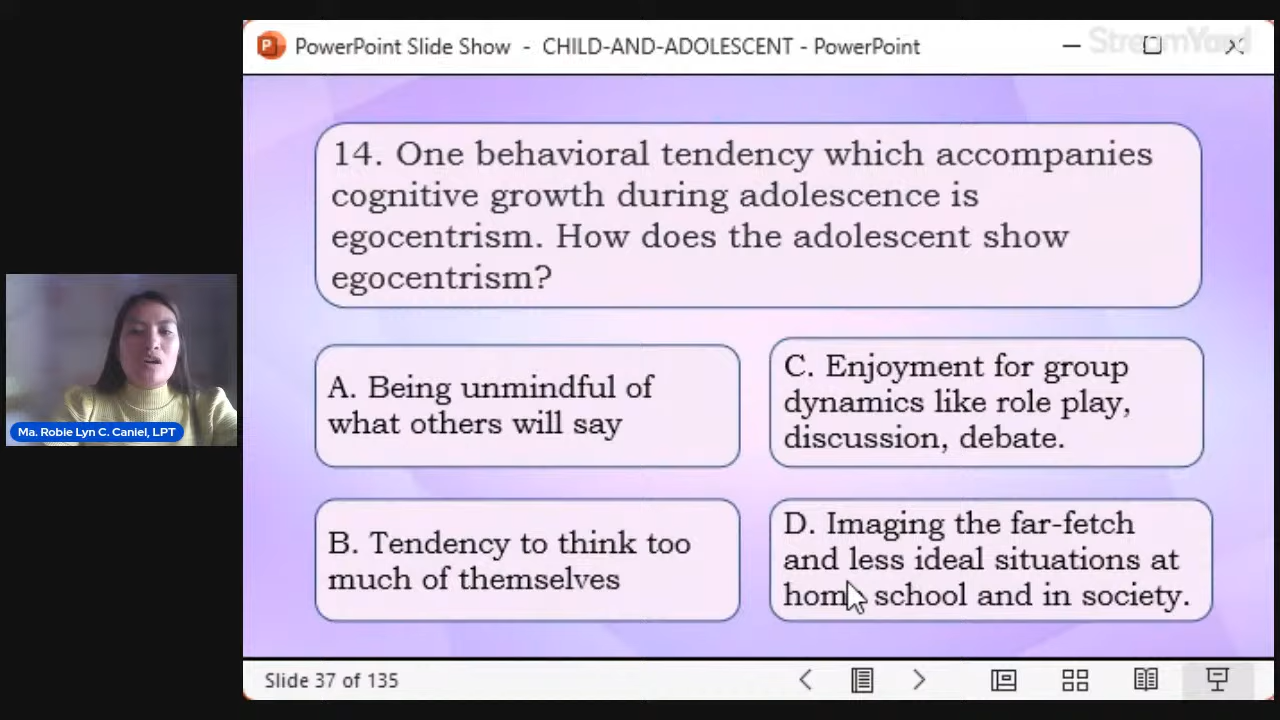 PowerPoint Slide Show - CHILD-AND-ADOLESCENT - PowerPoint
StreamYard
14. One behavioral tendency which accompanies
cognitive growth during adolescence is
egocentrism. How does the adolescent show
egocentrism?
A. Being unmindful of
what others will say
C. Enjoyment for group
dynamics like role play,
discussion, debate.
B. Tendency to think too
much of themselves
D. Imaging the far-fetch
and less ideal situations at
home school and in society.
Ma. Robie Lyn C. Caniel, LPT
Slide 37 of 135